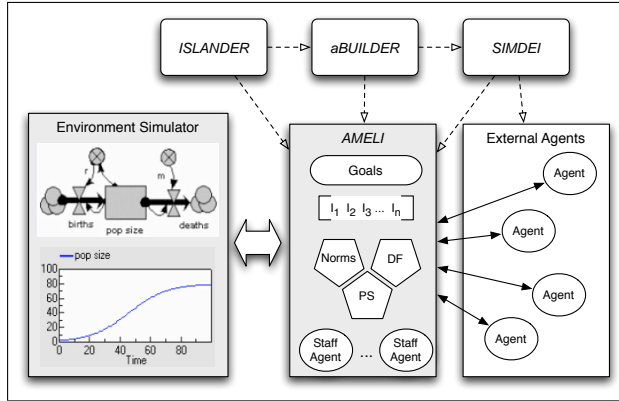 ISLANDER
aBUILDER
SIMDEI
Environment Simulator
r
m
births
pop size
deaths
pop size
100
80
60
40
20
0
0 20 40 60 80
Time
AMELI
Goals
I1 I2 I3 ... In
Norms
DF
PS
Staff
Agent
...
Staff
Agent
External Agents
Agent
Agent
Agent
Agent